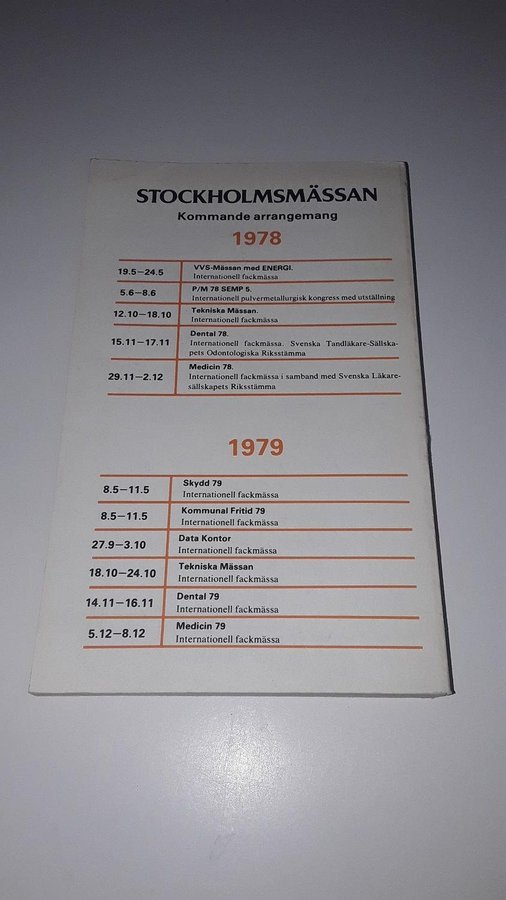 STOCKHOLMSMÄSSAN
Kommande arrangemang
1978
19.5–24.5 VVS-Mässan med ENERGI.
Internationell fackmässa
5.6–8.6 P/M 78 SEMP 5.
Internationell pulvermetallurgisk kongress med utställning
12.10–18.10 Tekniska Mässan.
Internationell fackmässa
15.11–17.11 Dental 78.
Internationell fackmässa. Svenska Tandläkare-Sällska-
pets Odontologiska Riksstämma
29.11–2.12 Medicin 78.
Internationell fackmässa i samband med Svenska Läkare-
sällskapets Riksstämma
1979
8.5–11.5 Skydd 79
Internationell fackmässa
8.5–11.5 Kommunal Fritid 79
Internationell fackmässa
27.9–3.10 Data Kontor
Internationell fackmässa
18.10–24.10 Tekniska Mässan
Internationell fackmässa
14.11–16.11 Dental 79
Internationell fackmässa
5.12–8.12 Medicin 79
Internationell fackmässa